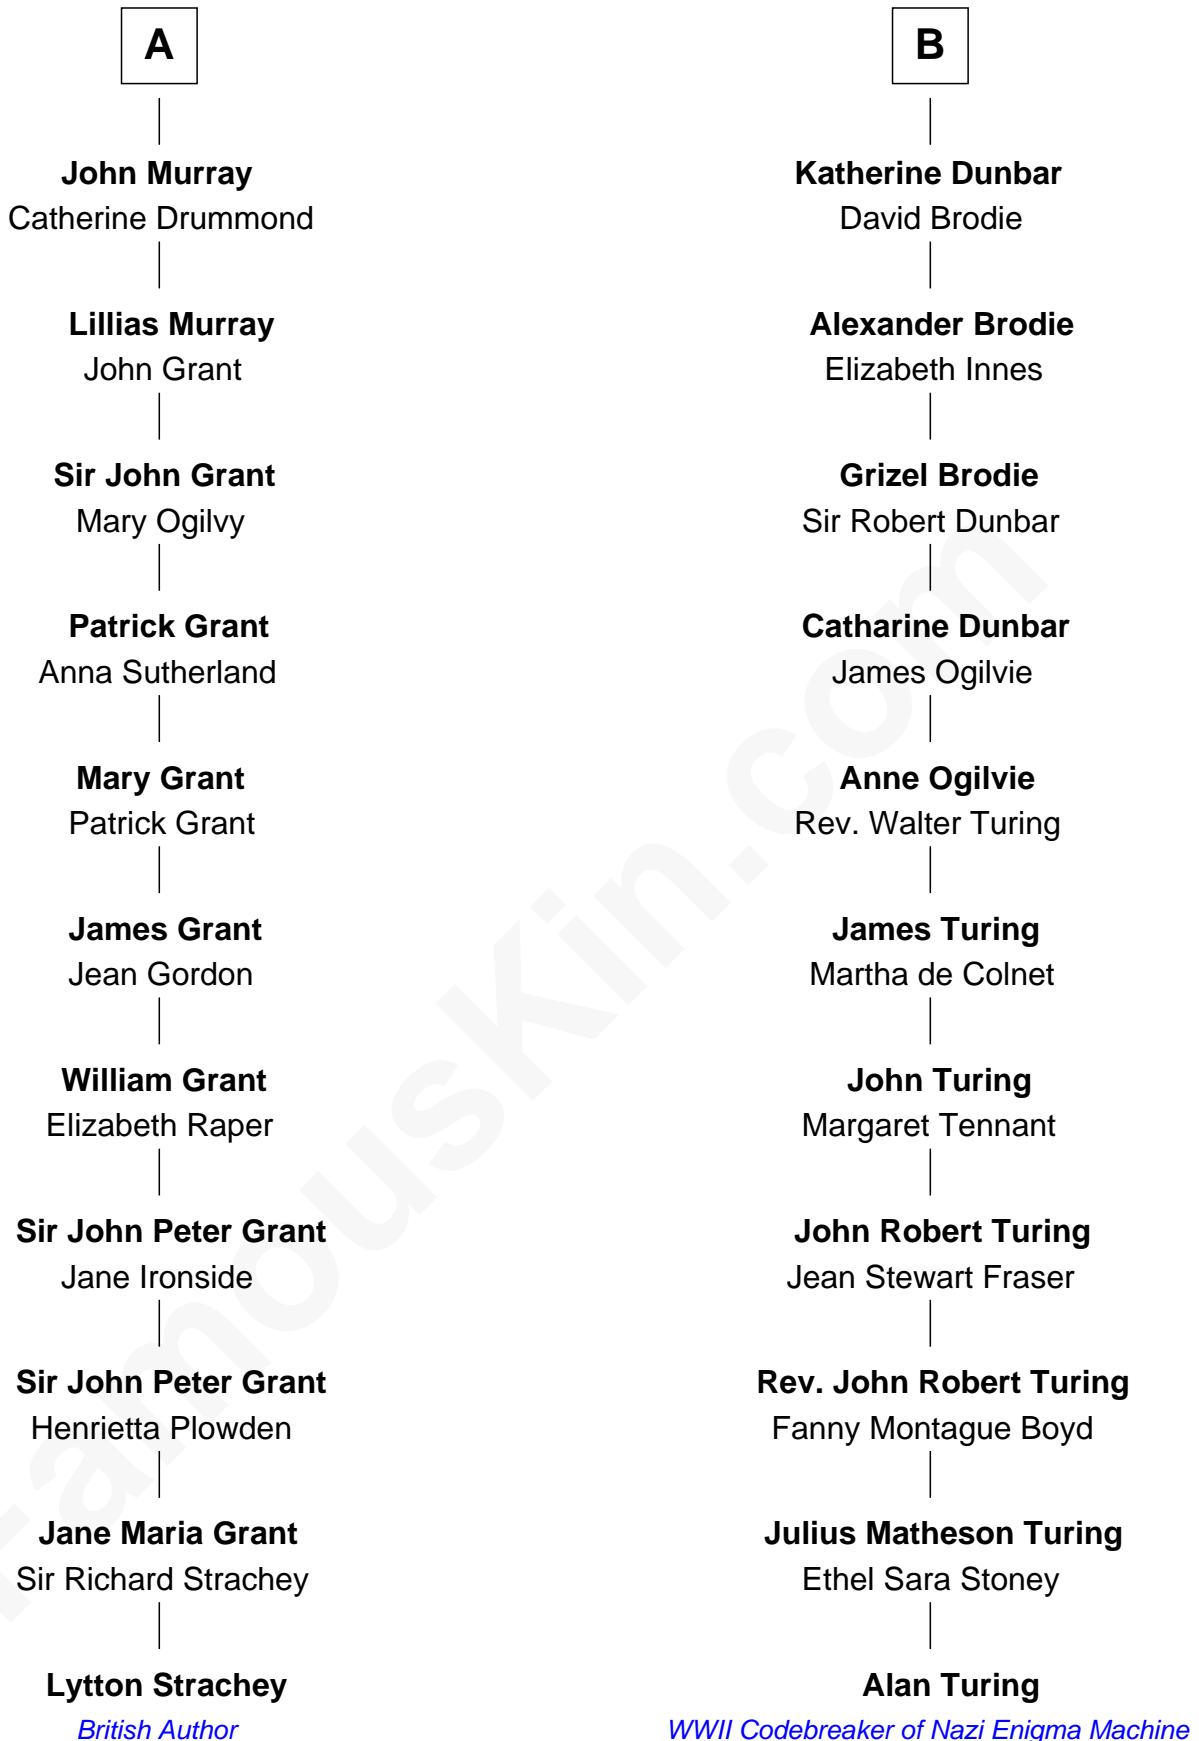 A
John Murray
Catherine Drummond
Lillias Murray
John Grant
Sir John Grant
Mary Ogilvy
Patrick Grant
Anna Sutherland
Mary Grant
Patrick Grant
James Grant
Jean Gordon
William Grant
Elizabeth Raper
Sir John Peter Grant
Jane Ironside
Sir John Peter Grant
Henrietta Plowden
Jane Maria Grant
Sir Richard Strachey
Lytton Strachey
British Author
B
Katherine Dunbar
David Brodie
Alexander Brodie
Elizabeth Innes
Grizel Brodie
Sir Robert Dunbar
Catharine Dunbar
James Ogilvie
Anne Ogilvie
Rev. Walter Turing
James Turing
Martha de Colnet
John Turing
Margaret Tennant
John Robert Turing
Jean Stewart Fraser
Rev. John Robert Turing
Fanny Montague Boyd
Julius Matheson Turing
Ethel Sara Stoney
Alan Turing
WWII Codebreaker of Nazi Enigma Machine
FamousKin.com